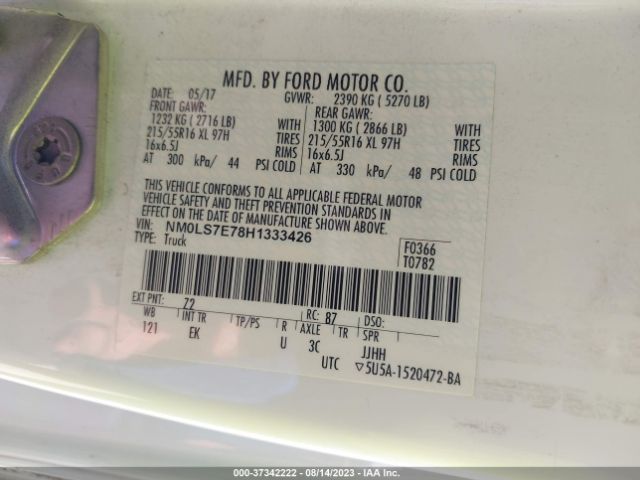 MFD. BY FORD MOTOR CO.
DATE: 05/17 GVWR: 2390 KG ( 5270 LB)
FRONT GAWR: REAR GAWR:
1232 KG ( 2716 LB) WITH 1300 KG ( 2866 LB) WITH
215/55R16 XL 97H TIRES 215/55R16 XL 97H TIRES
16x6.5J RIMS 16x6.5J RIMS
AT 300 kPa/ 44 PSI COLD AT 330 kPa/ 48 PSI COLD
THIS VEHICLE CONFORMS TO ALL APPLICABLE FEDERAL MOTOR
VEHICLE SAFETY AND THEFT PREVENTION STANDARDS IN
EFFECT ON THE DATE OF MANUFACTURE SHOWN ABOVE.
VIN: NM0LS7E78H1333426
TYPE: Truck
F0366
T0782
EXT PNT: Z2 RC: 87 DSO:
WB INT TR TP/PS R AXLE TR SPR
121 EK U 3C JJHH
UTC ▽5U5A-1520472-BA
000-37342222 - 08/14/2023 - IAA Inc.